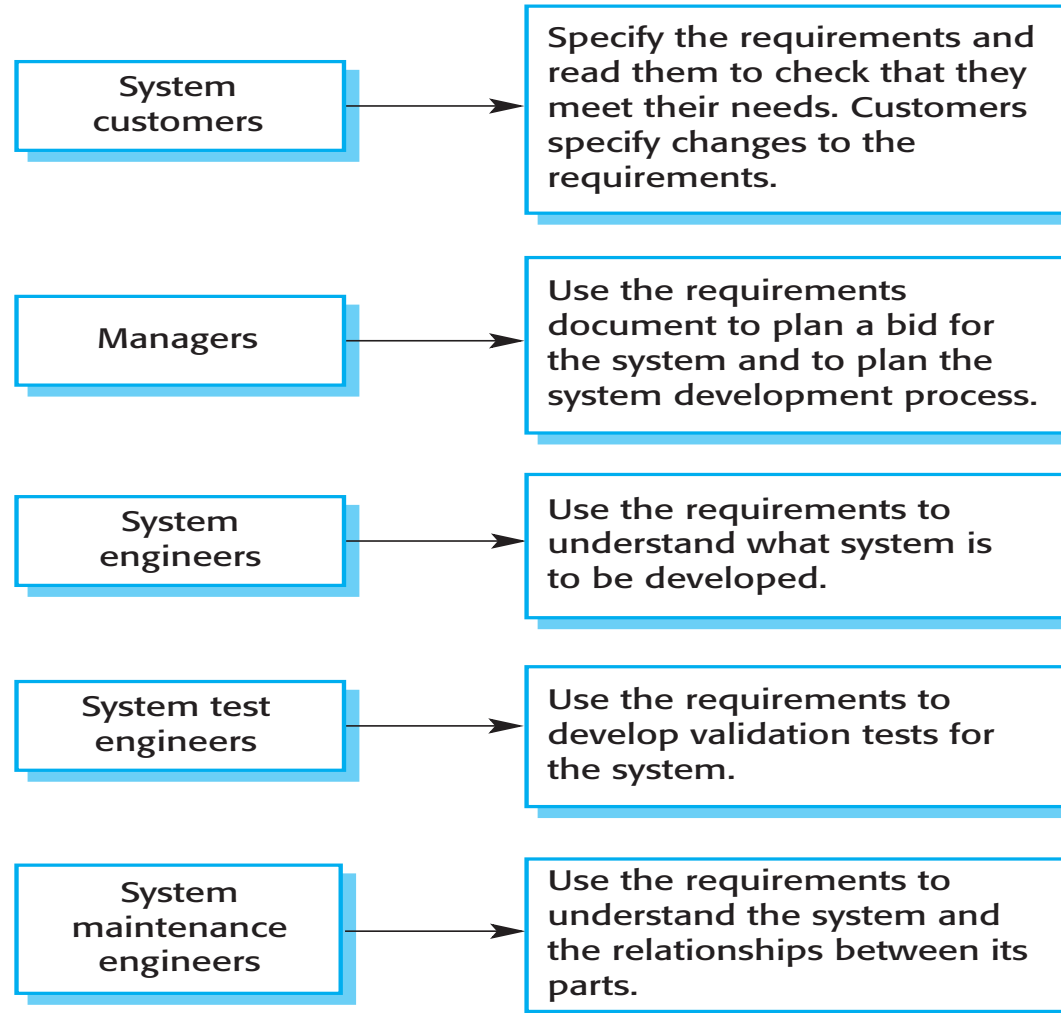 System
customers
Specify the requirements and
read them to check that they
meet their needs. Customers
specify changes to the
requirements.
Managers
Use the requirements
document to plan a bid for
the system and to plan the
system development process.
System
engineers
Use the requirements to
understand what system is
to be developed.
System test
engineers
Use the requirements to
develop validation tests for
the system.
System
maintenance
engineers
Use the requirements to
understand the system and
the relationships between its
parts.